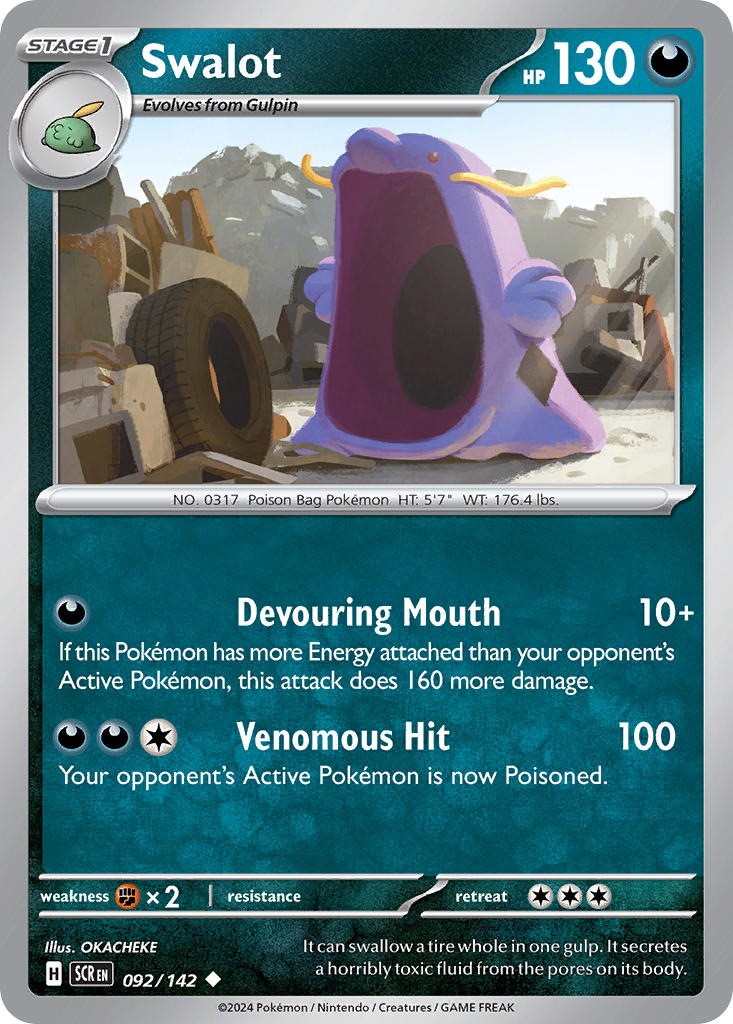 STAGE 1
Swalot
HP 130
Evolves from Gulpin
NO. 0317 Poison Bag Pokémon HT: 5'7" WT: 176.4 lbs.
Devouring Mouth 10+
If this Pokémon has more Energy attached than your opponent's
Active Pokémon, this attack does 160 more damage.
Venomous Hit 100
Your opponent's Active Pokémon is now Poisoned.
weakness ×2 resistance retreat
Illus. OKACHEKE
It can swallow a tire whole in one gulp. It secretes
a horribly toxic fluid from the pores on its body.
H SCR EN 092/142
©2024 Pokémon / Nintendo / Creatures / GAME FREAK